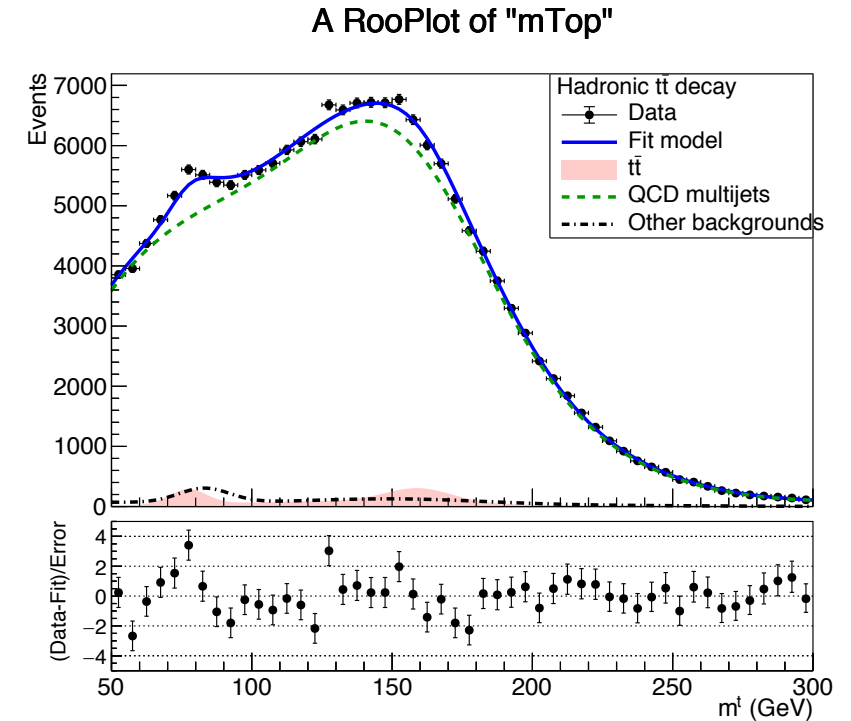 A RooPlot of "mTop"
Events
7000
6000
5000
4000
3000
2000
1000
0
Hadronic tt̄ decay
Data
Fit model
tt̄
QCD multijets
Other backgrounds
(Data-Fit)/Error
4
2
0
−2
−4
50 100 150 200 250 300
mᵗ (GeV)